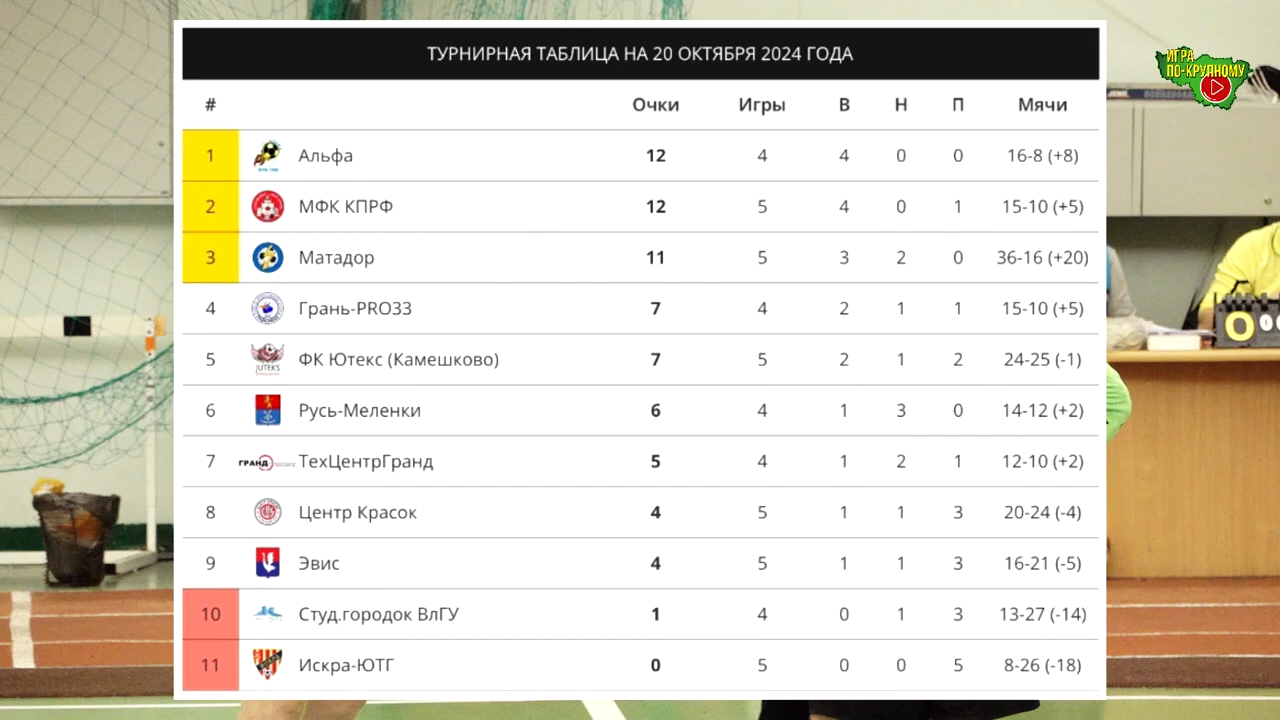 ТУРНИРНАЯ ТАБЛИЦА НА 20 ОКТЯБРЯ 2024 ГОДА
ИГРА
ПО-КРУПНОМУ
# Очки Игры В Н П Мячи
1 Альфа 12 4 4 0 0 16-8 (+8)
2 МФК КПРФ 12 5 4 0 1 15-10 (+5)
3 Матадор 11 5 3 2 0 36-16 (+20)
4 Грань-PRO33 7 4 2 1 1 15-10 (+5)
5 JUTEKS ФК Ютекс (Камешково) 7 5 2 1 2 24-25 (-1)
6 Русь-Меленки 6 4 1 3 0 14-12 (+2)
7 ГРАНД ТехЦентрГранд 5 4 1 2 1 12-10 (+2)
8 Центр Красок 4 5 1 1 3 20-24 (-4)
9 Эвис 4 5 1 1 3 16-21 (-5)
10 Студ.городок ВлГУ 1 4 0 1 3 13-27 (-14)
11 Искра-ЮТГ 0 5 0 0 5 8-26 (-18)